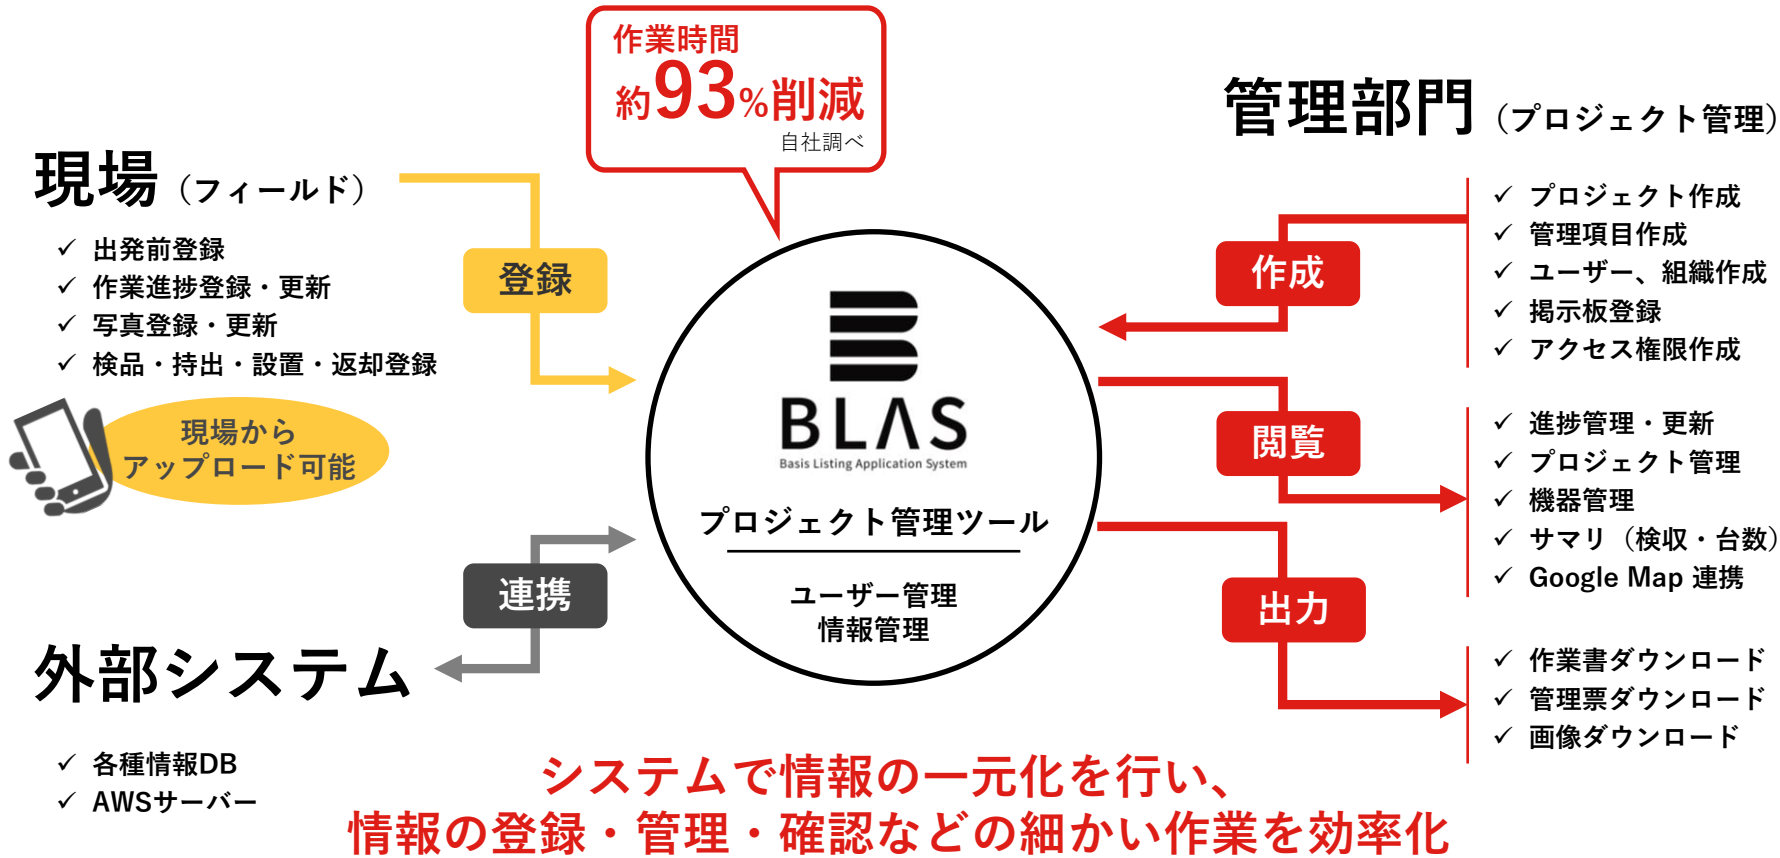 作業時間
約93%削減
自社調べ
現場（フィールド）
✓ 出発前登録
✓ 作業進捗登録・更新
✓ 写真登録・更新
✓ 検品・持出・設置・返却登録
現場から
アップロード可能
登録
連携
外部システム
✓ 各種情報DB
✓ AWSサーバー
BLAS
Basis Listing Application System
プロジェクト管理ツール
ユーザー管理
情報管理
管理部門（プロジェクト管理）
作成
✓ プロジェクト作成
✓ 管理項目作成
✓ ユーザー、組織作成
✓ 掲示板登録
✓ アクセス権限作成
閲覧
✓ 進捗管理・更新
✓ プロジェクト管理
✓ 機器管理
✓ サマリ（検収・台数）
✓ Google Map 連携
出力
✓ 作業書ダウンロード
✓ 管理票ダウンロード
✓ 画像ダウンロード
システムで情報の一元化を行い、
情報の登録・管理・確認などの細かい作業を効率化